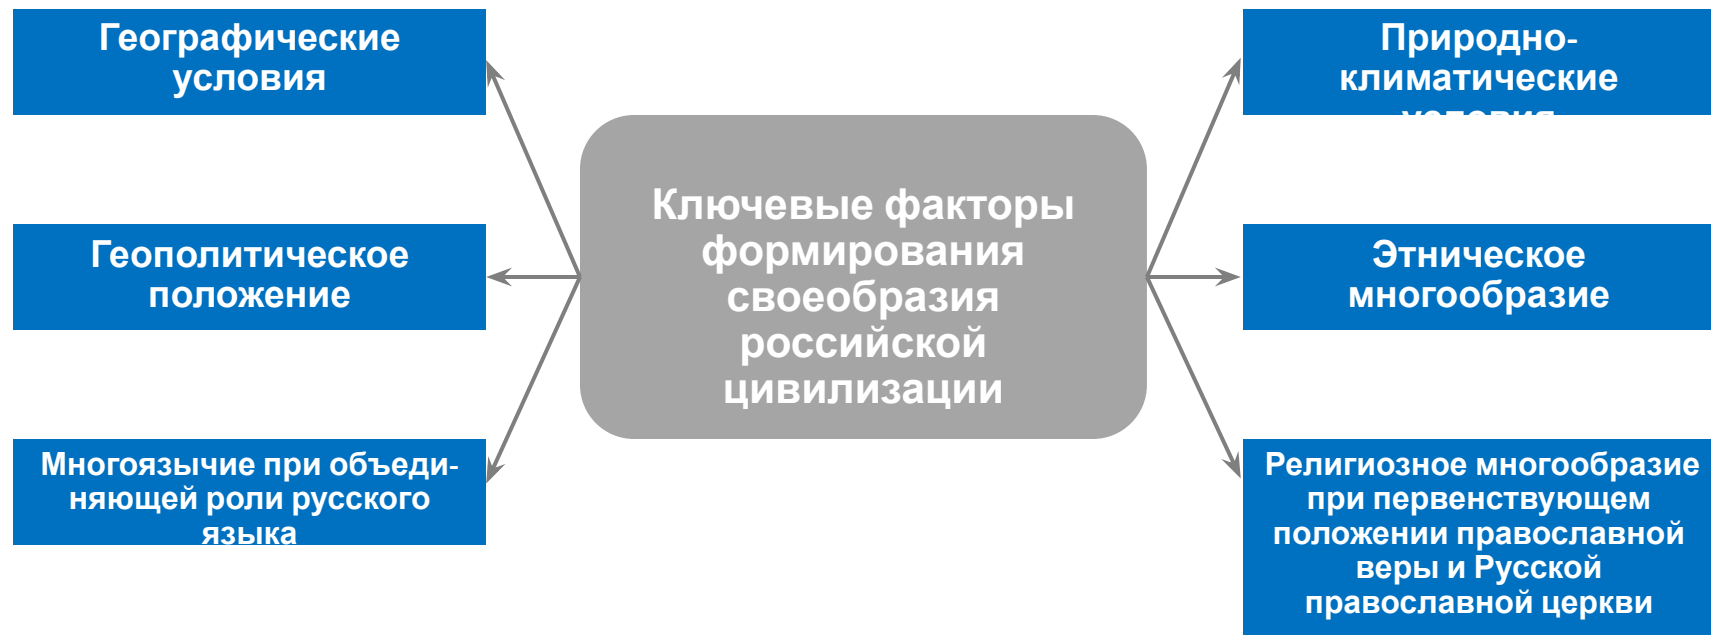 Географические
условия
Геополитическое
положение
Многоязычие при объеди-
няющей роли русского
языка
Ключевые факторы
формирования
своеобразия
российской
цивилизации
Природно-
климатические
условия
Этническое
многообразие
Религиозное многообразие
при первенствующем
положении православной
веры и Русской
православной церкви